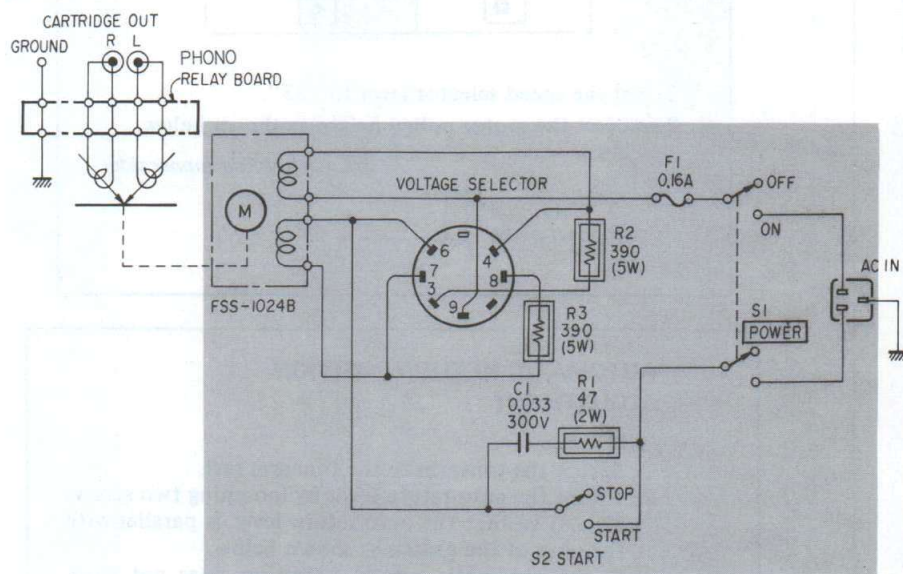 CARTRIDGE OUT
R L
GROUND
PHONO
RELAY BOARD
M
FSS-1024B
VOLTAGE SELECTOR
6
4
7
8
3
9
R2
390
(5W)
R3
390
(5W)
F1
0.16A
OFF
ON
AC IN
S1
POWER
C1
0.033
300V
R1
47
(2W)
STOP
START
S2 START